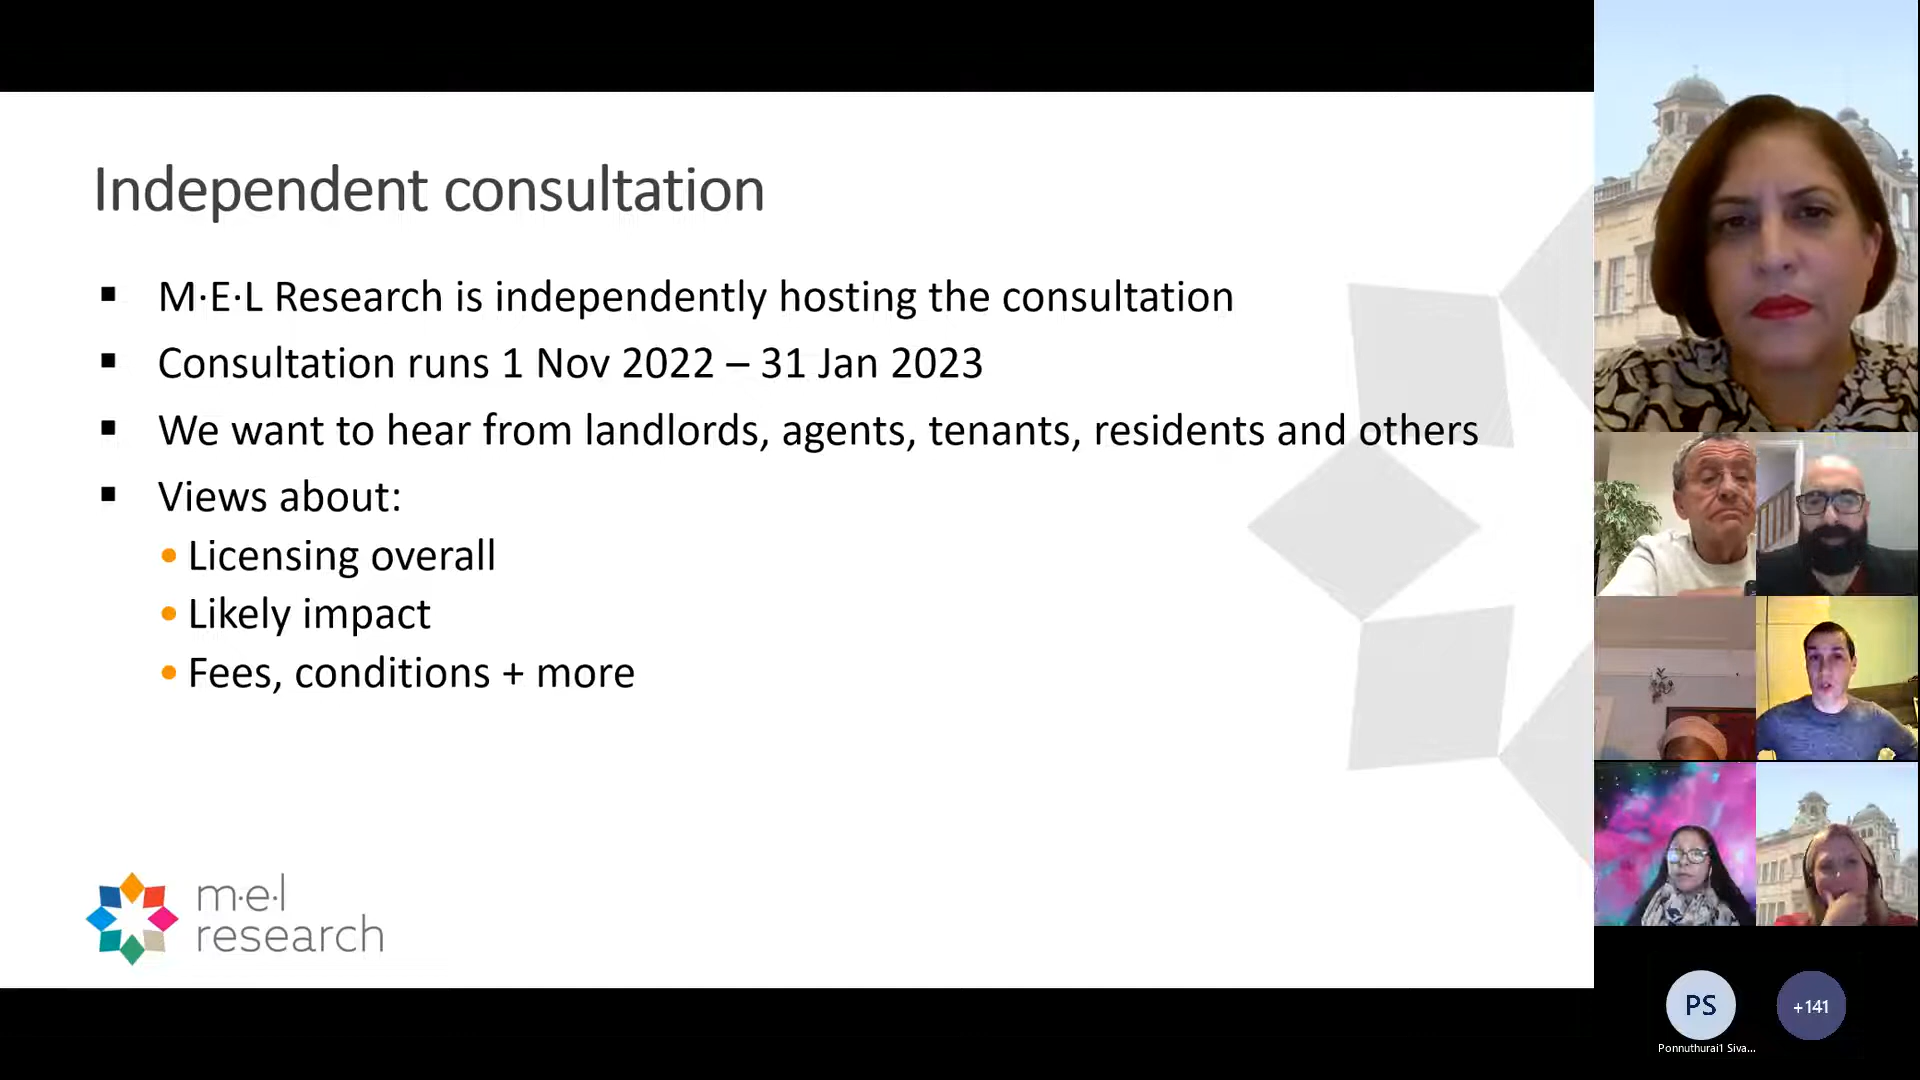 Independent consultation
▪ M·E·L Research is independently hosting the consultation
▪ Consultation runs 1 Nov 2022 – 31 Jan 2023
▪ We want to hear from landlords, agents, tenants, residents and others
▪ Views about:
• Licensing overall
• Likely impact
• Fees, conditions + more
m·e·l
research
PS
+141
Ponnuthurai1 Siva...